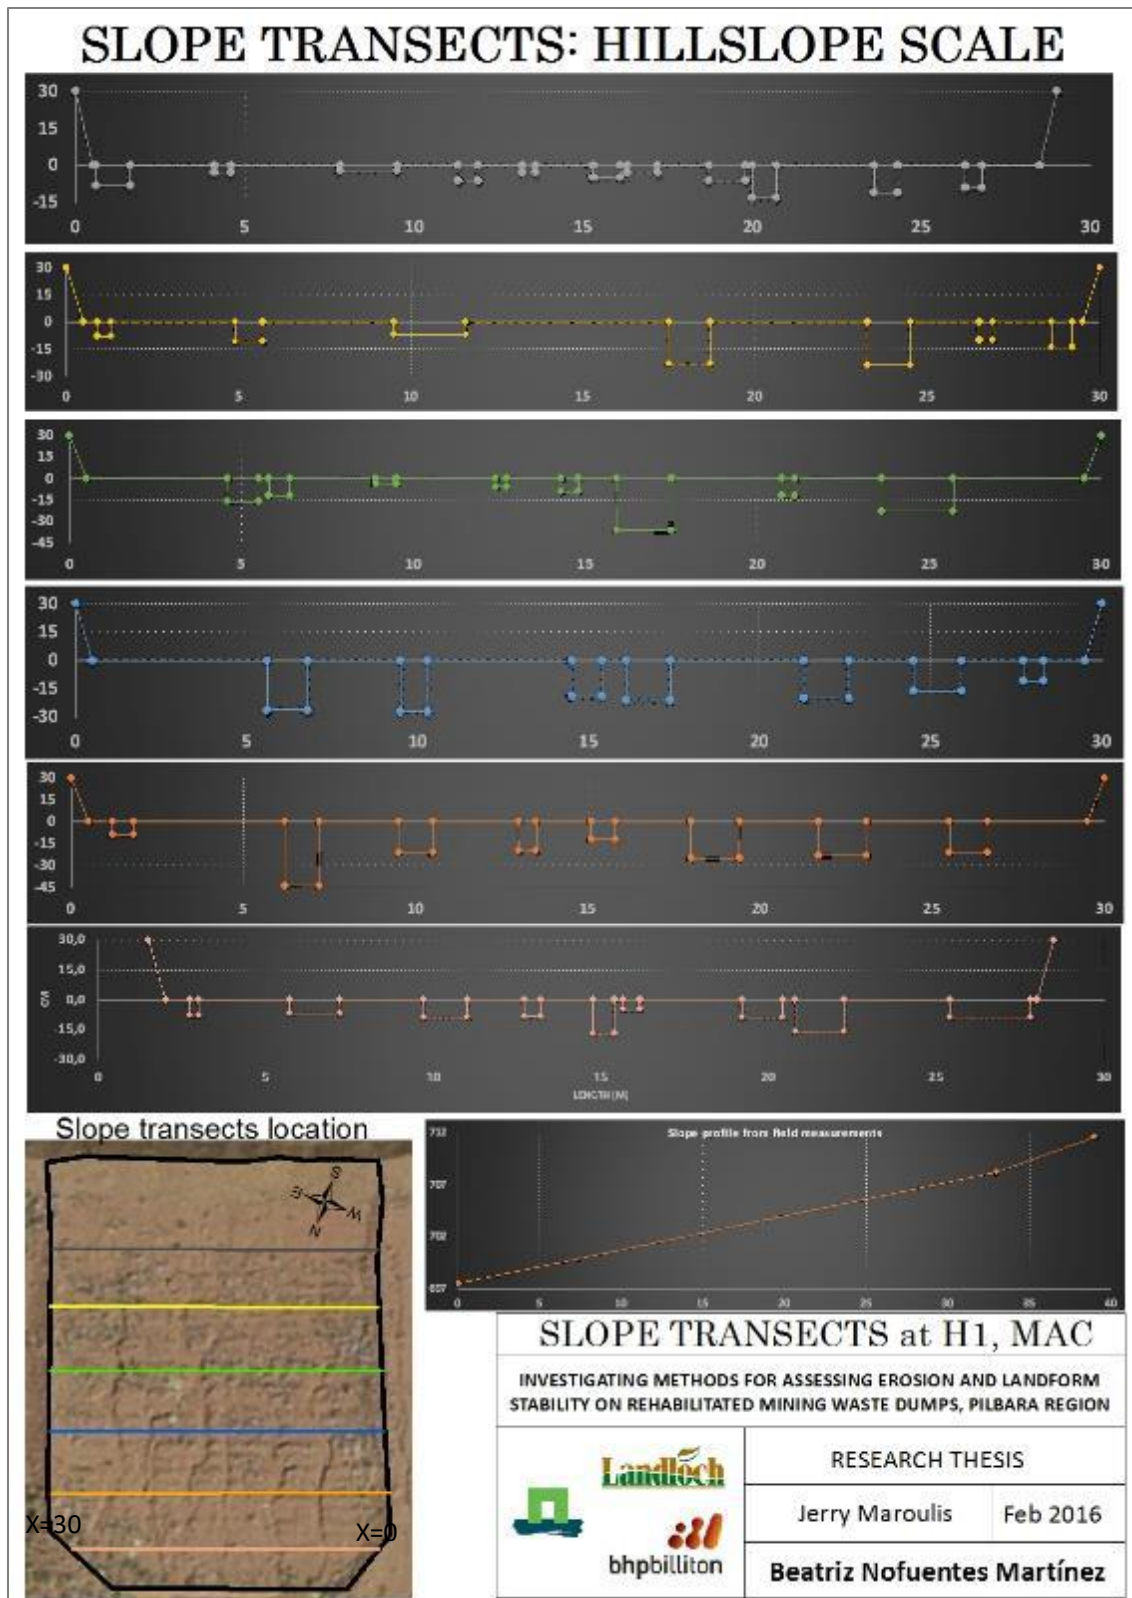 SLOPE TRANSECTS: HILLSLOPE SCALE
30
15
0
-15
0 5 10 15 20 25 30
30
15
0
-15
-30
0 5 10 15 20 25 30
30
15
0
-15
-30
-45
0 5 10 15 20 25 30
30
15
0
-15
-30
0 5 10 15 20 25 30
30
15
0
-15
-30
-45
0 5 10 15 20 25 30
30,0
15,0
0,0
15,0
-30,0
CM
0 5 10 15 20 25 30
LENGTH (M)
Slope transects location
S
E
W
N
X=30
X=0
Slope profile from field measurements
712
707
702
697
0 5 10 15 20 25 30 35 40
SLOPE TRANSECTS at H1, MAC
INVESTIGATING METHODS FOR ASSESSING EROSION AND LANDFORM
STABILITY ON REHABILITATED MINING WASTE DUMPS, PILBARA REGION
Landloch
bhpbilliton
RESEARCH THESIS
Jerry Maroulis Feb 2016
Beatriz Nofuentes Martínez